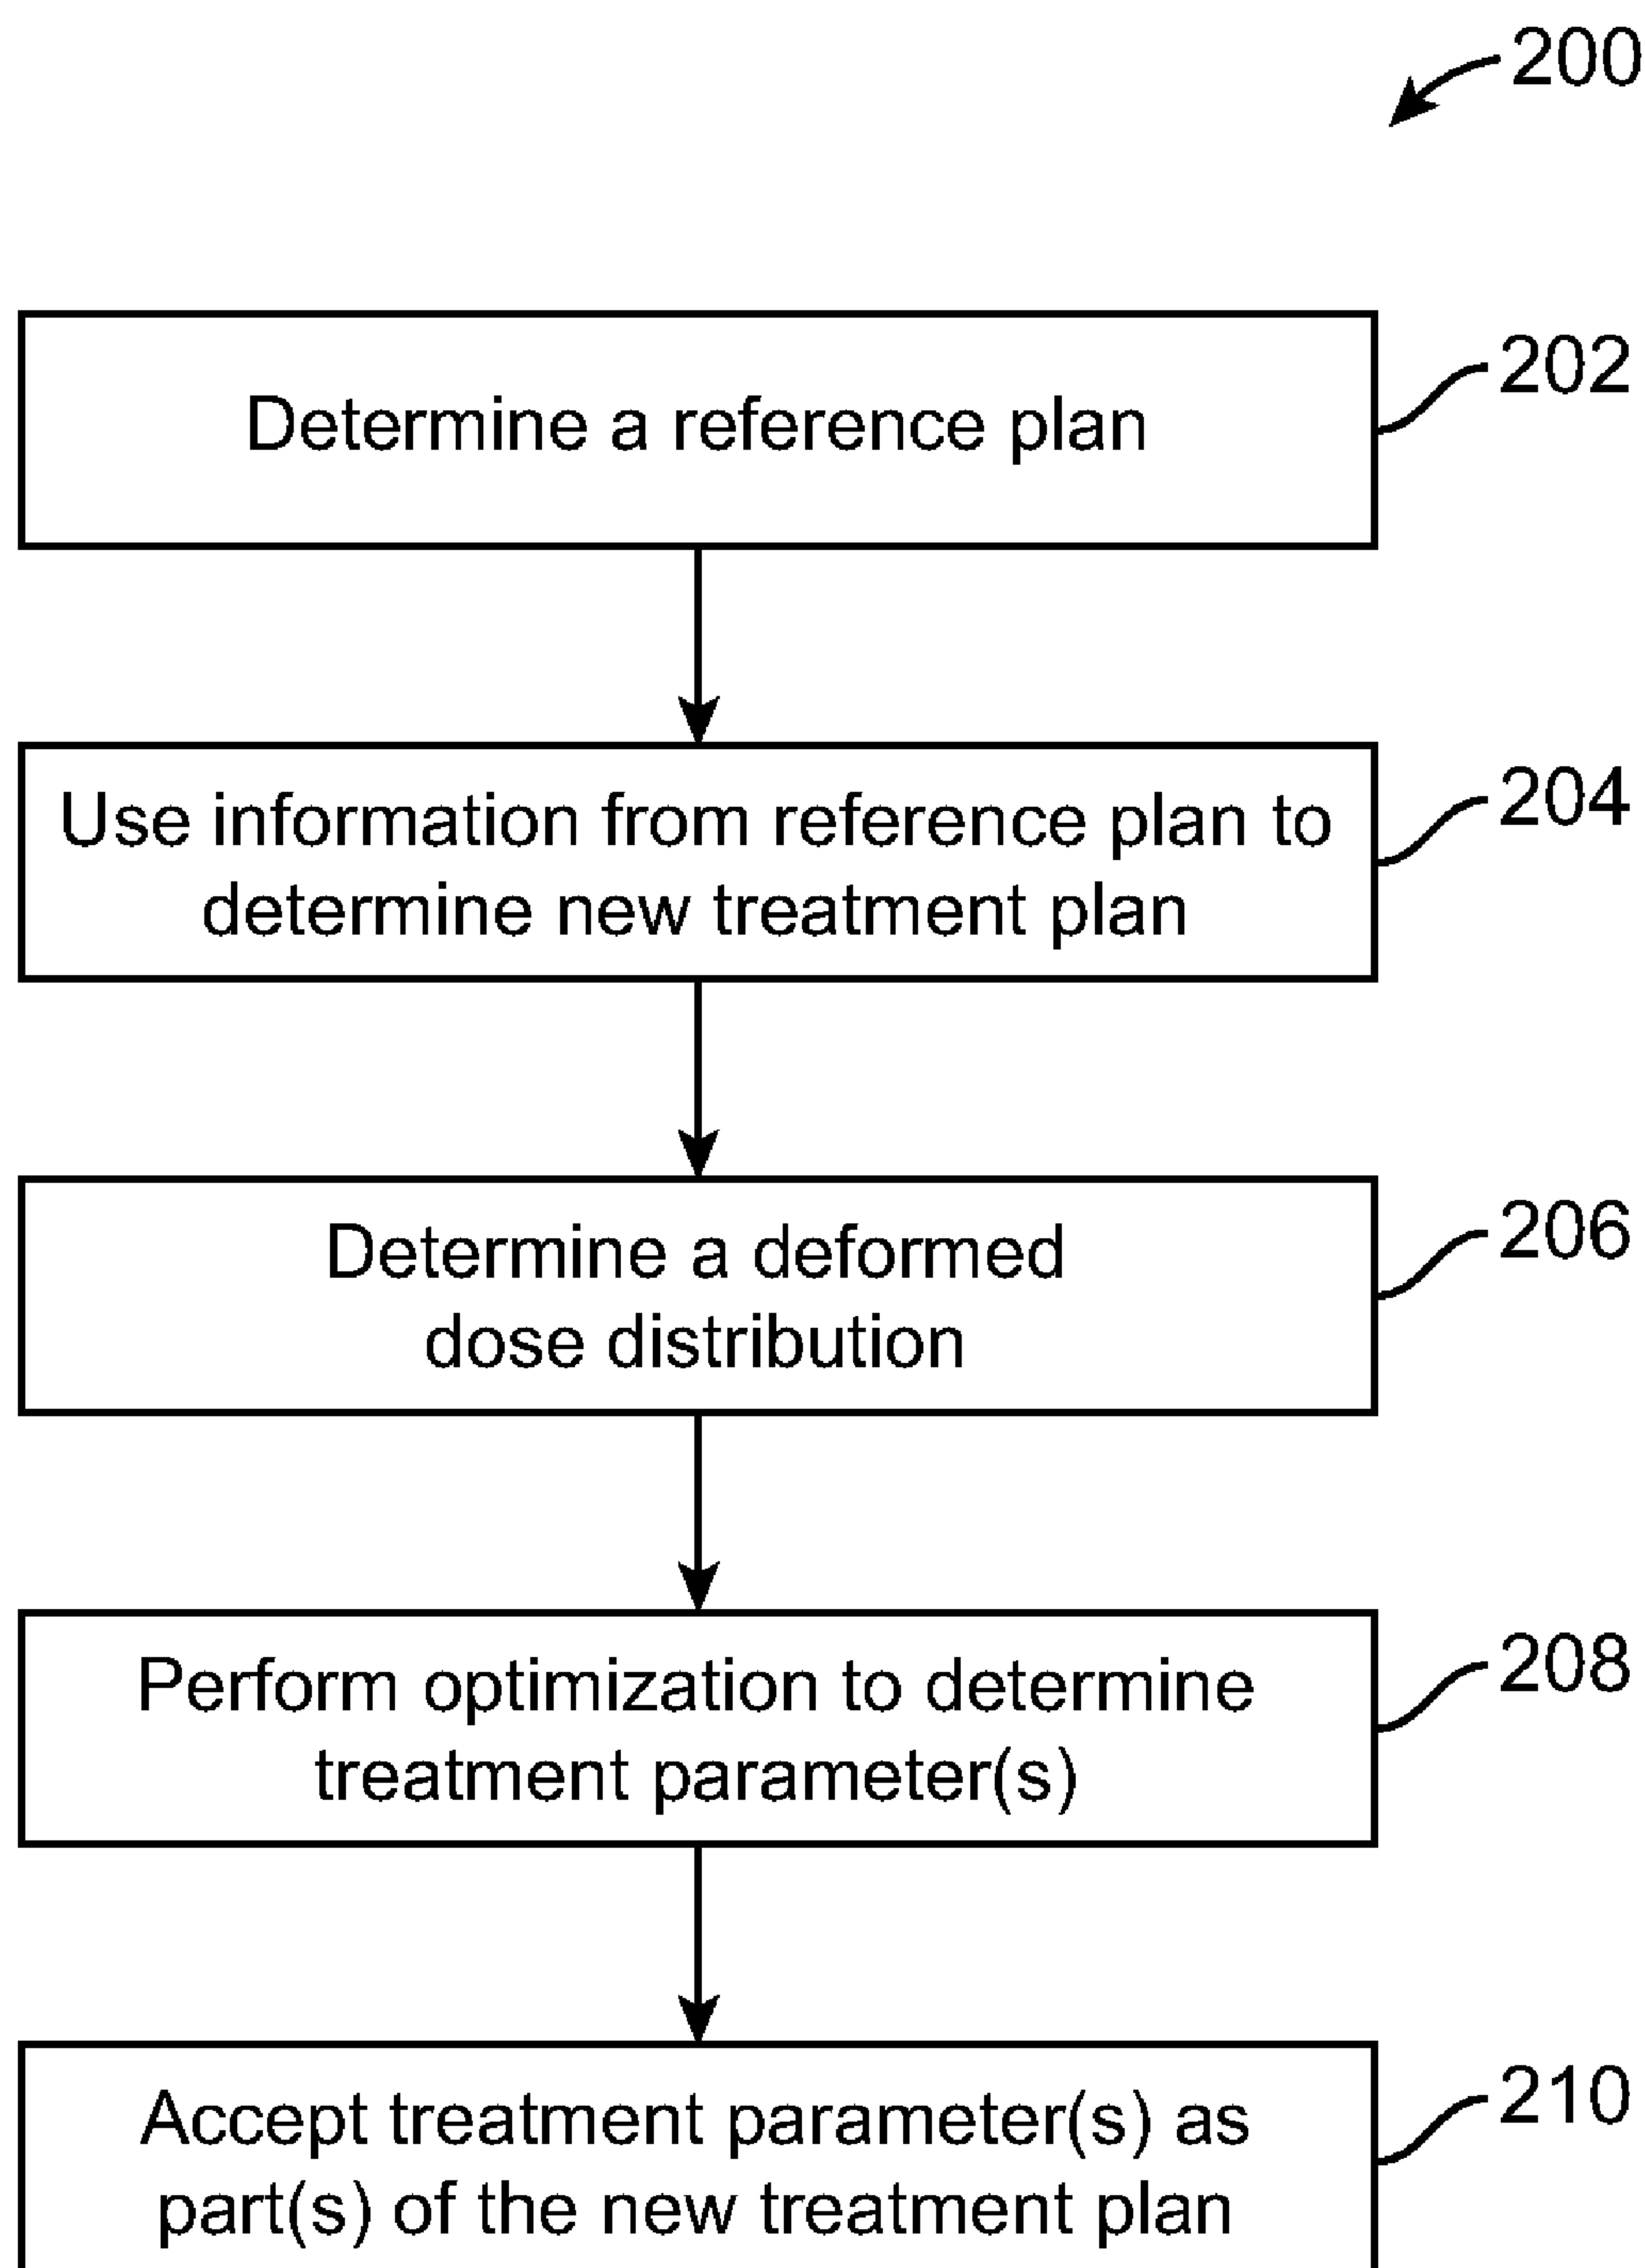 200
Determine a reference plan
202
Use information from reference plan to
determine new treatment plan
204
Determine a deformed
dose distribution
206
Perform optimization to determine
treatment parameter(s)
208
Accept treatment parameter(s) as
part(s) of the new treatment plan
210